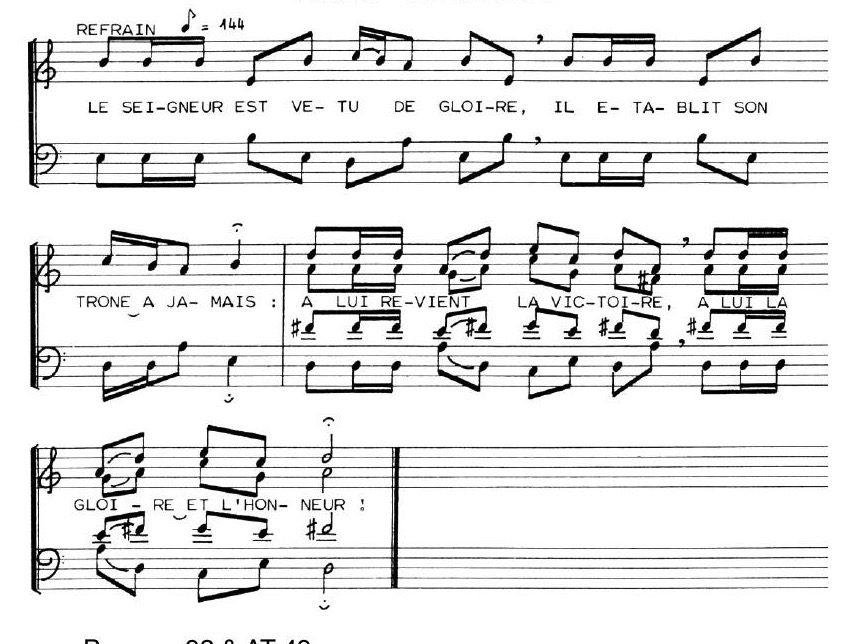 REFRAIN ♪ = 144
LE SEI-GNEUR EST VE- TU DE GLOI-RE, IL E- TA- BLIT SON
TRONE A JA- MAIS : A LUI RE-VIENT LA VIC-TOI-RE, A LUI LA
GLOI - RE ET L'HON- NEUR !